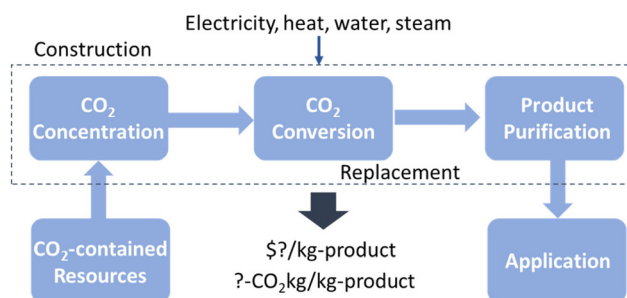 Electricity, heat, water, steam
Construction
CO₂
Concentration
CO₂
Conversion
Product
Purification
Replacement
CO₂-contained
Resources
$?/kg-product
?-CO₂kg/kg-product
Application